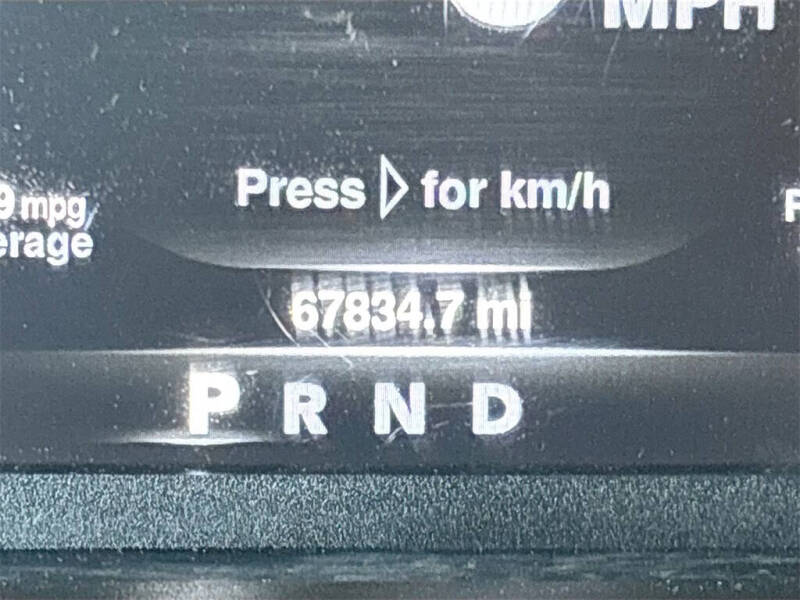 MPH
Press ▷ for km/h
9 mpg
erage
67834.7 mi
P R N D